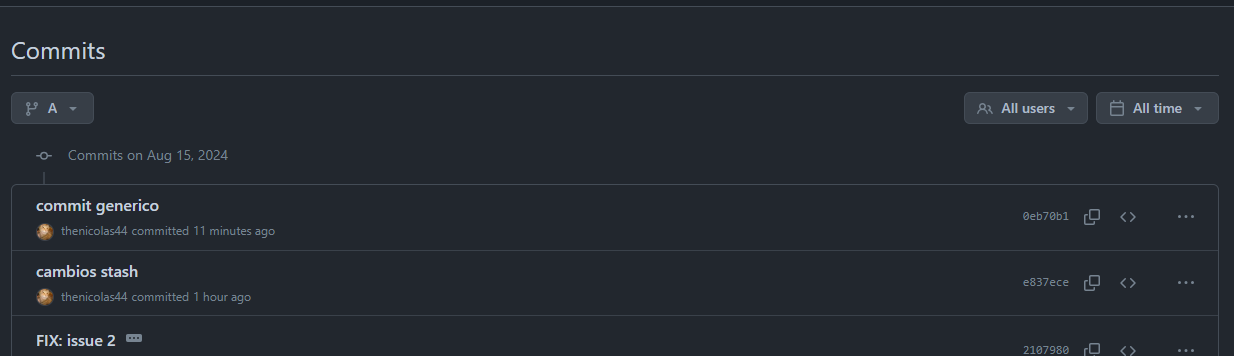 Commits
A
All users
All time
Commits on Aug 15, 2024
commit generico
0eb70b1
thenicolas44 committed 11 minutes ago
cambios stash
e837ece
thenicolas44 committed 1 hour ago
FIX: issue 2
2107980